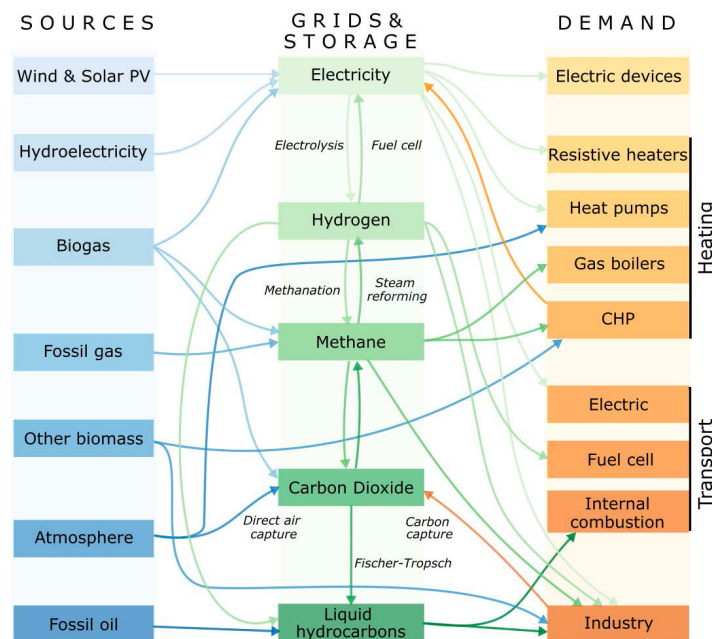 SOURCES
GRIDS&
STORAGE
DEMAND
Wind & Solar PV
Hydroelectricity
Biogas
Fossil gas
Other biomass
Atmosphere
Fossil oil
Electricity
Electrolysis
Fuel cell
Hydrogen
Methanation
Steam
reforming
Methane
Carbon Dioxide
Direct air
capture
Carbon
capture
Fischer-Tropsch
Liquid
hydrocarbons
Electric devices
Resistive heaters
Heat pumps
Gas boilers
CHP
Heating
Electric
Fuel cell
Internal
combustion
Transport
Industry